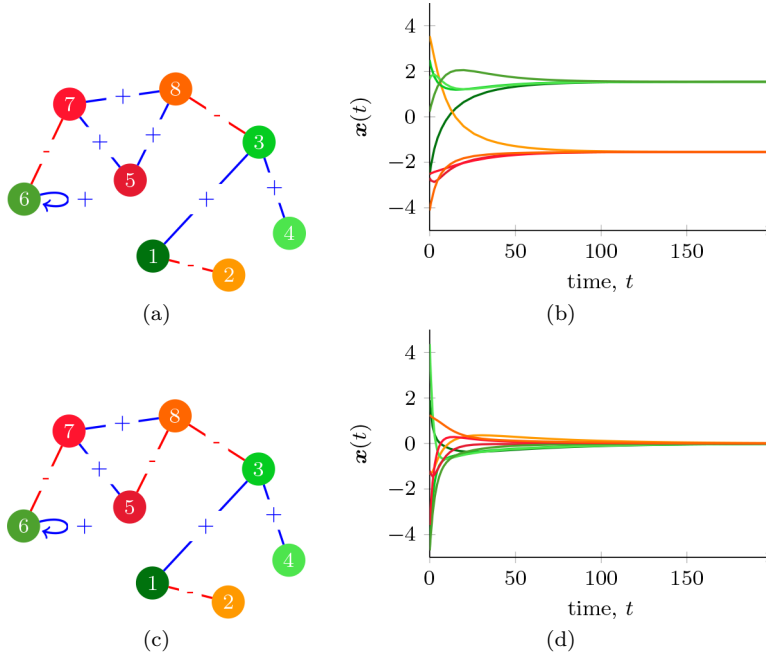 7 + 8
- + + - 3
5
6 + + +
4
1 - 2
(a)
4
2
0
−2
−4
x(t)
0 50 100 150
time, t
(b)
7 + 8
- + - - 3
5
6 + + +
4
1 - 2
(c)
4
2
0
−2
−4
x(t)
0 50 100 150
time, t
(d)